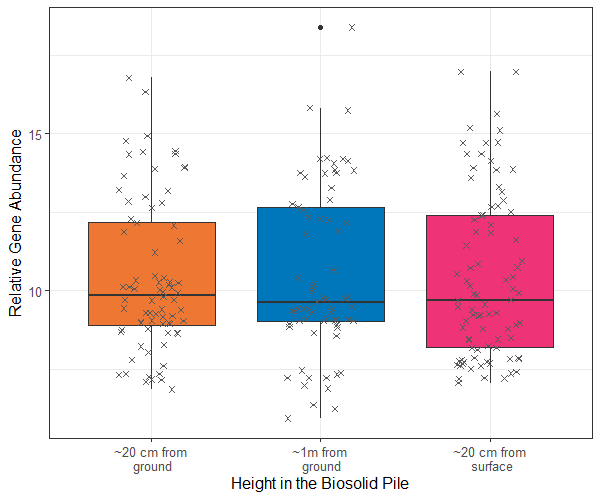 Relative Gene Abundance
15
10
~20 cm from
ground
~1m from
ground
~20 cm from
surface
Height in the Biosolid Pile